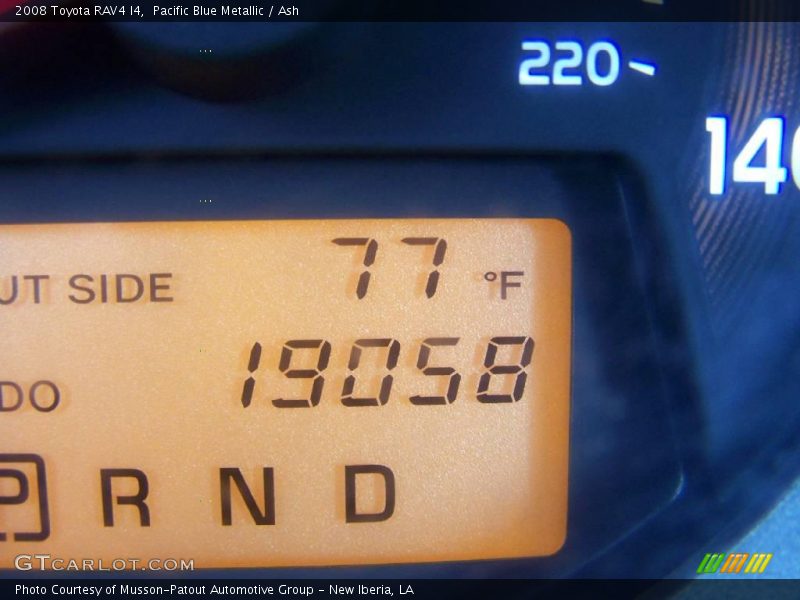 2008 Toyota RAV4 I4,  Pacific Blue Metallic / Ash
220
140
UT SIDE 77 °F
DO 19058
P R N D
GTCARLOT.COM
Photo Courtesy of Musson-Patout Automotive Group - New Iberia, LA